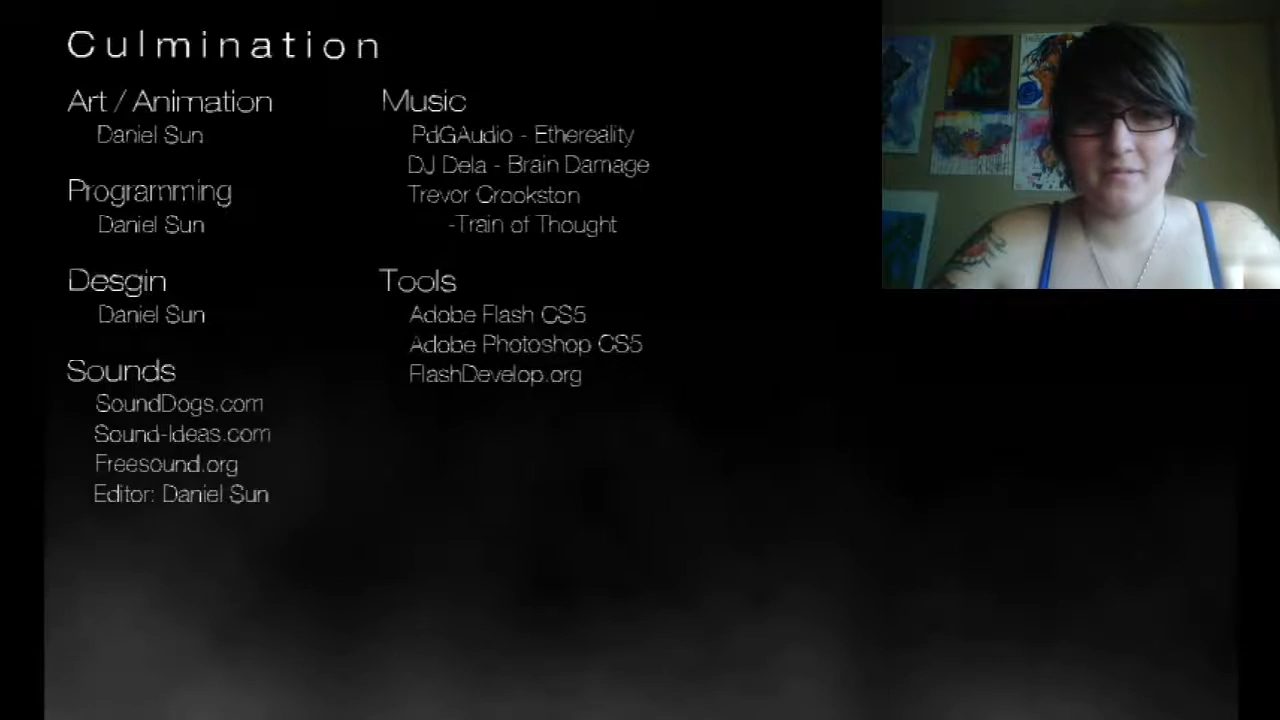 Culmination
Art / Animation
Daniel Sun
Programming
Daniel Sun
Desgin
Daniel Sun
Sounds
SoundDogs.com
Sound-Ideas.com
Freesound.org
Editor: Daniel Sun
Music
PdGAudio - Ethereality
DJ Dela - Brain Damage
Trevor Crookston
-Train of Thought
Tools
Adobe Flash CS5
Adobe Photoshop CS5
FlashDevelop.org